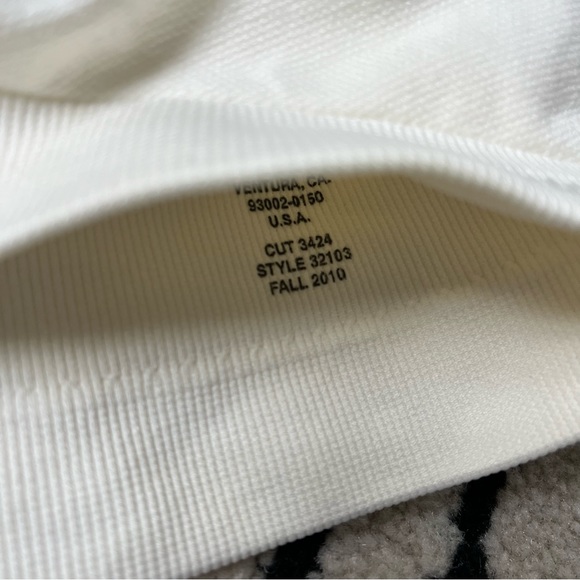 VENTURA, CA.
93002-0150
U.S.A.
CUT 3424
STYLE 32103
FALL 2010